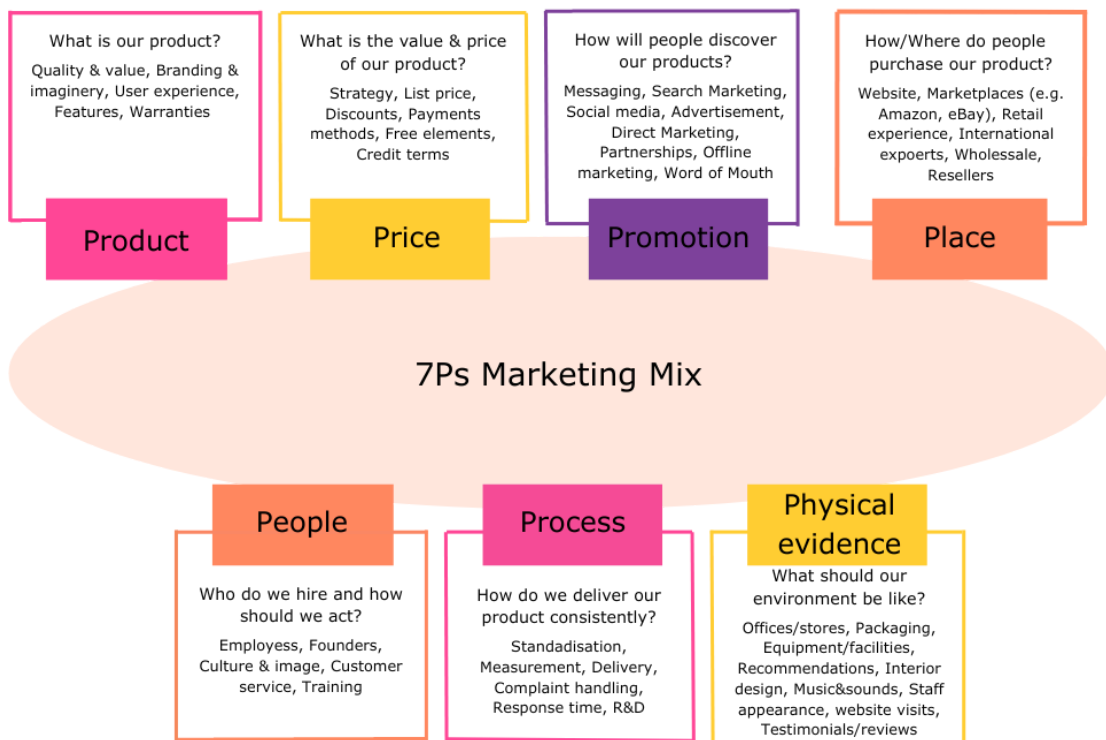 What is our product?
Quality & value, Branding &
imaginery, User experience,
Features, Warranties
Product
What is the value & price
of our product?
Strategy, List price,
Discounts, Payments
methods, Free elements,
Credit terms
Price
How will people discover
our products?
Messaging, Search Marketing,
Social media, Advertisement,
Direct Marketing,
Partnerships, Offline
marketing, Word of Mouth
Promotion
How/Where do people
purchase our product?
Website, Marketplaces (e.g.
Amazon, eBay), Retail
experience, International
expoerts, Wholessale,
Resellers
Place
7Ps Marketing Mix
People
Who do we hire and how
should we act?
Employess, Founders,
Culture & image, Customer
service, Training
Process
How do we deliver our
product consistently?
Standadisation,
Measurement, Delivery,
Complaint handling,
Response time, R&D
Physical
evidence
What should our
environment be like?
Offices/stores, Packaging,
Equipment/facilities,
Recommendations, Interior
design, Music&sounds, Staff
appearance, website visits,
Testimonials/reviews